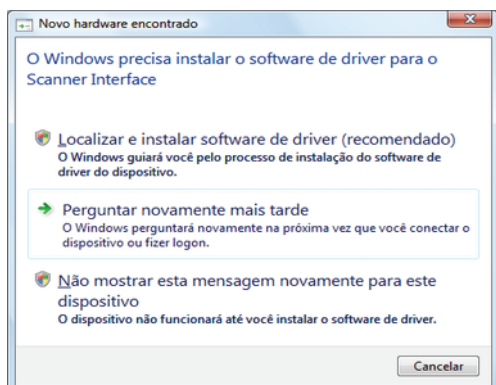 Novo hardware encontrado
O Windows precisa instalar o software de driver para o
Scanner Interface
Localizar e instalar software de driver (recomendado)
O Windows guiará você pelo processo de instalação do software de
driver do dispositivo.
Perguntar novamente mais tarde
O Windows perguntará novamente na próxima vez que você conectar o
dispositivo ou fizer logon.
Não mostrar esta mensagem novamente para este
dispositivo
O dispositivo não funcionará até você instalar o software de driver.
Cancelar